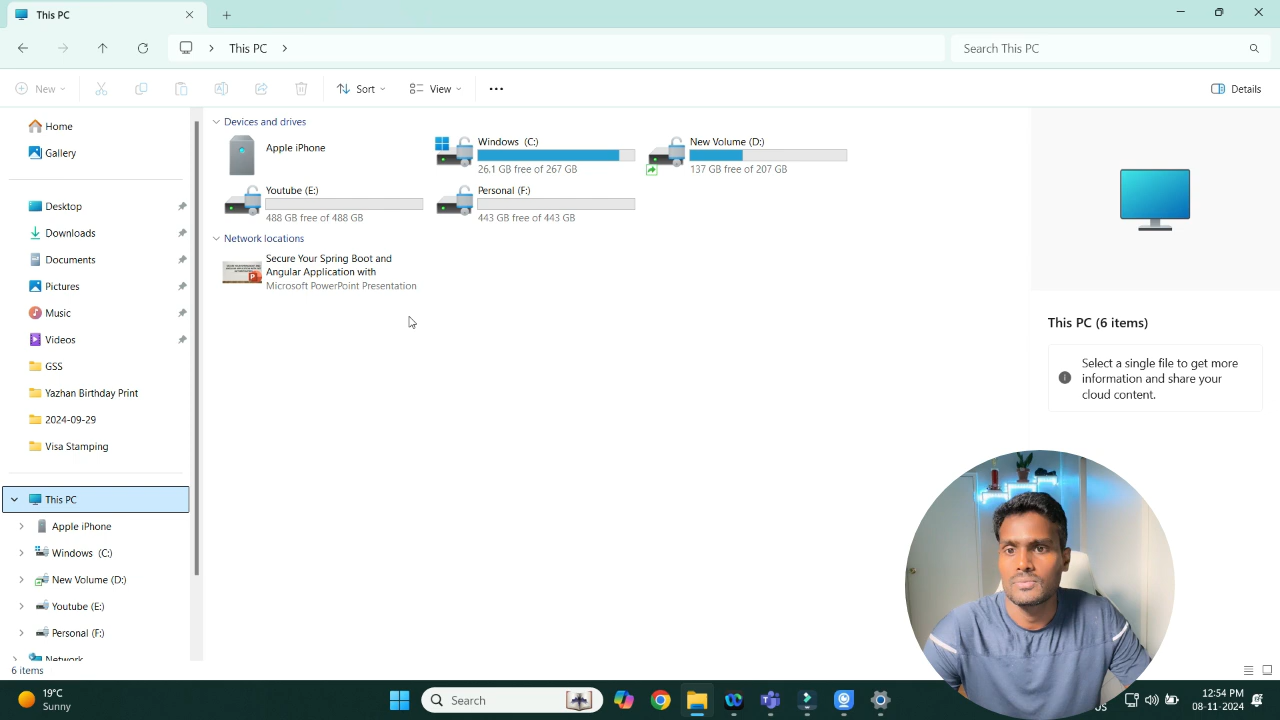 This PC
This PC
Search This PC
New
Sort
View
Details
Home
Gallery
Desktop
Downloads
Documents
Pictures
Music
Videos
GSS
Yazhan Birthday Print
2024-09-29
Visa Stamping
This PC
Apple iPhone
Windows (C:)
New Volume (D:)
Youtube (E:)
Personal (F:)
Network
6 items
Devices and drives
Apple iPhone
Windows (C:)
26.1 GB free of 267 GB
New Volume (D:)
137 GB free of 207 GB
Youtube (E:)
488 GB free of 488 GB
Personal (F:)
443 GB free of 443 GB
Network locations
Secure Your Spring Boot and
Angular Application with
Microsoft PowerPoint Presentation
This PC (6 items)
Select a single file to get more
information and share your
cloud content.
19°C
Sunny
Search
US
12:54 PM
08-11-2024